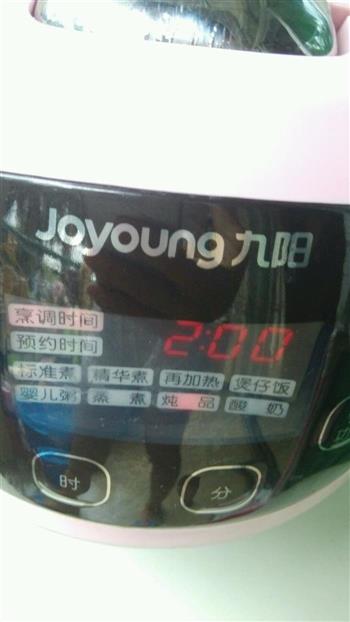 Joyoung九阳
烹调时间
2:00
预约时间
标准煮 精华煮 再加热 煲仔饭
婴儿粥 蒸煮 炖品 酸奶
时 分